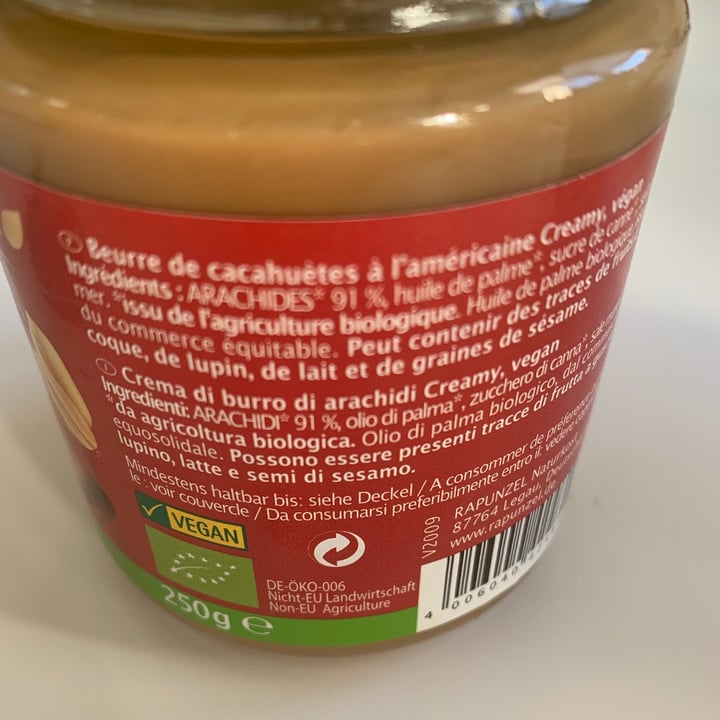 F Beurre de cacahuètes à l'américaine Creamy, végan
Ingrédients : ARACHIDES* 91 %, huile de palme*, sucre de canne*, sel
mer. *issu de l'agriculture biologique. Huile de palme biologique
du commerce équitable. Peut contenir des traces de fruits
coque, de lupin, de lait et de graines de sésame.
I Crema di burro di arachidi Creamy, vegan
Ingredienti: ARACHIDI* 91 %, olio di palma*, zucchero di canna*, sale
*da agricoltura biologica. Olio di palma biologico, dal
equosolidale. Possono essere presenti tracce di frutta a
lupino, latte e semi di sesamo.
Mindestens haltbar bis: siehe Deckel / A consommer de préférence
le : voir couvercle / Da consumarsi preferibilmente entro il: vedere
RAPUNZEL Naturkost
87764 Legau,
www.rapunzel.de
V2009
VEGAN
DE-ÖKO-006
Nicht-EU Landwirtschaft
Non-EU Agriculture
250g e
4 006040